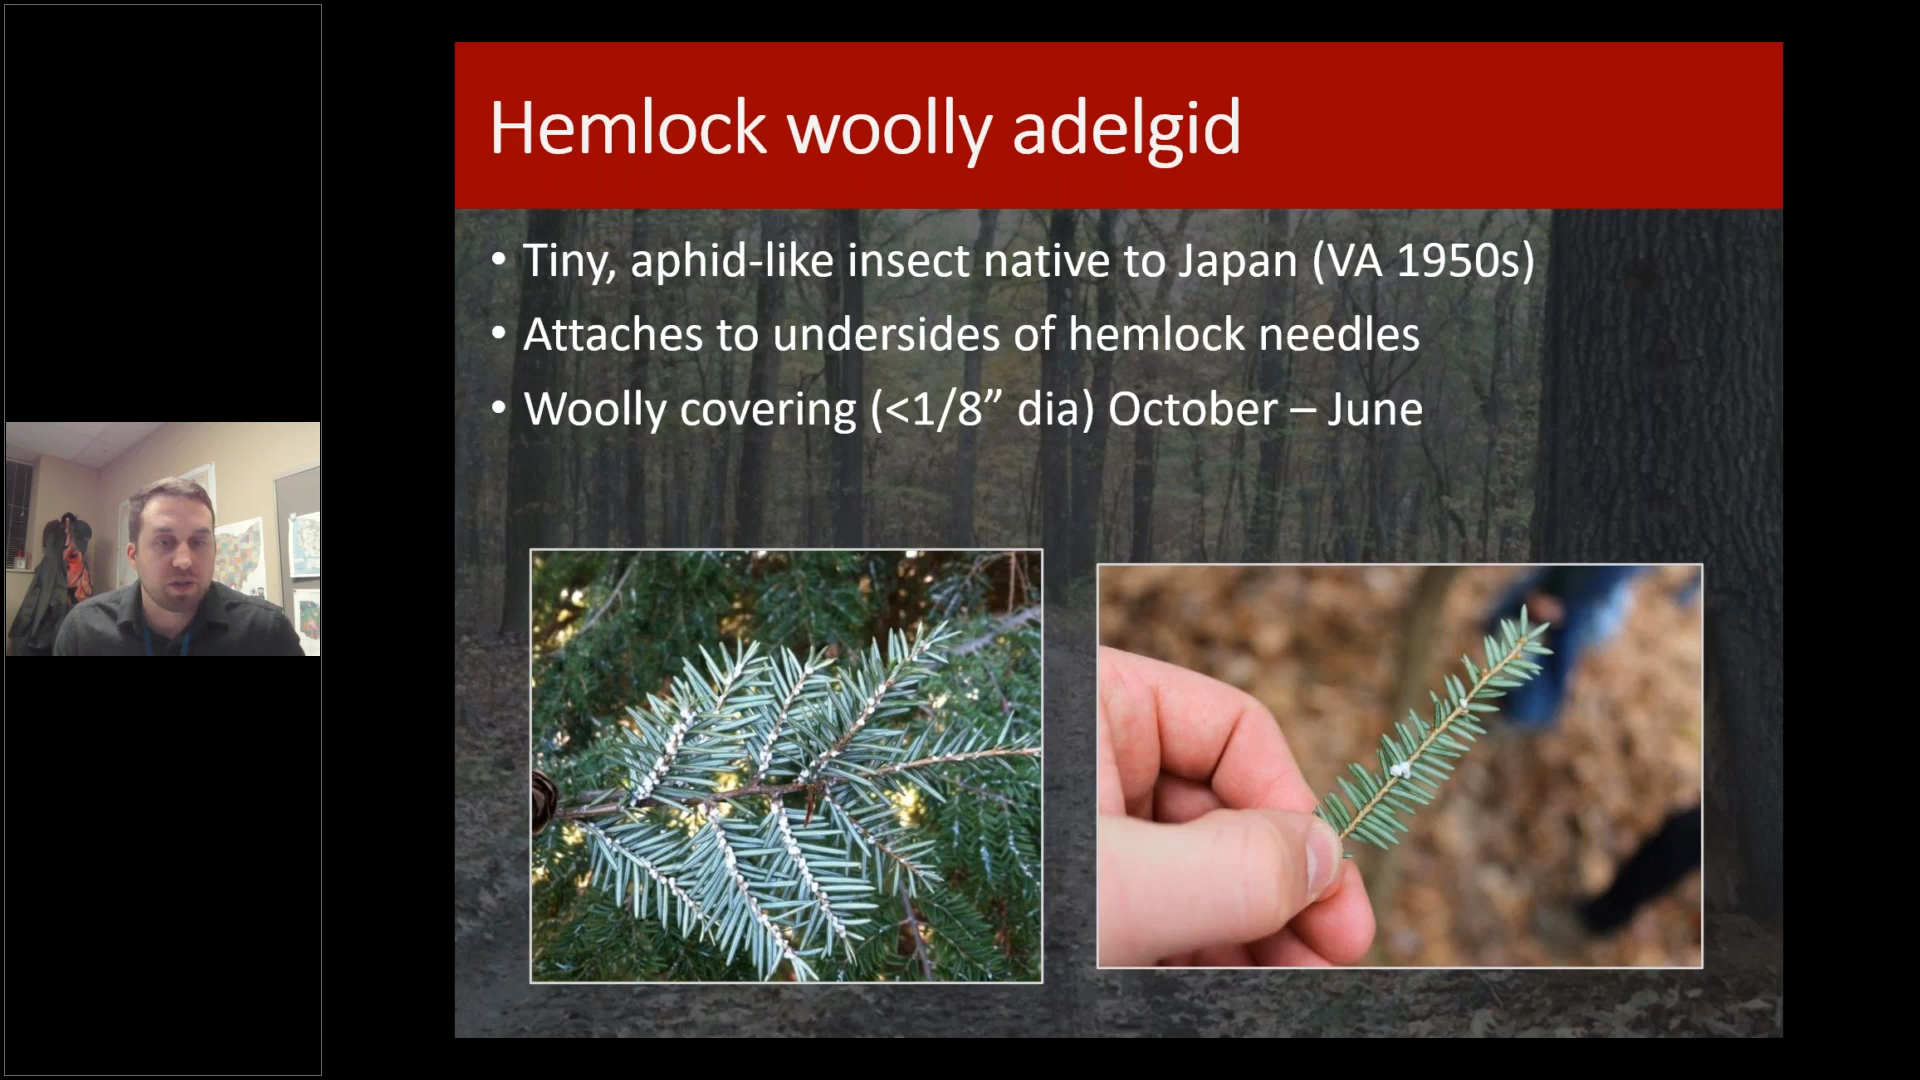 Hemlock woolly adelgid
• Tiny, aphid-like insect native to Japan (VA 1950s)
• Attaches to undersides of hemlock needles
• Woolly covering (<1/8” dia) October – June